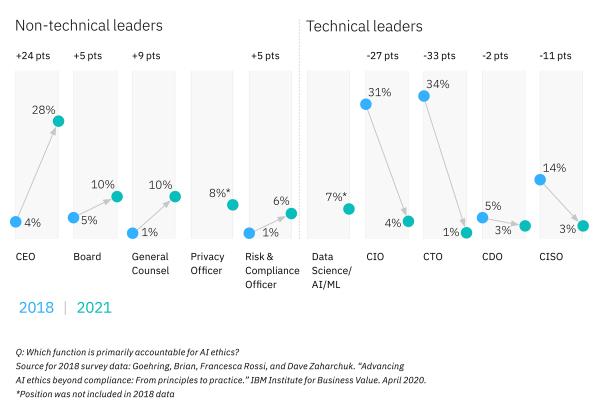 Non-technical leaders
Technical leaders
+24 pts
+5 pts
+9 pts
+5 pts
-27 pts
-33 pts
-2 pts
-11 pts
28%
4%
10%
5%
10%
1%
8%*
6%
1%
7%*
31%
4%
34%
1%
5%
3%
14%
3%
CEO
Board
General
Counsel
Privacy
Officer
Risk &
Compliance
Officer
Data
Science/
AI/ML
CIO
CTO
CDO
CISO
2018 | 2021
Q: Which function is primarily accountable for AI ethics?
Source for 2018 survey data: Goehring, Brian, Francesca Rossi, and Dave Zaharchuk. “Advancing
AI ethics beyond compliance: From principles to practice.” IBM Institute for Business Value. April 2020.
*Position was not included in 2018 data